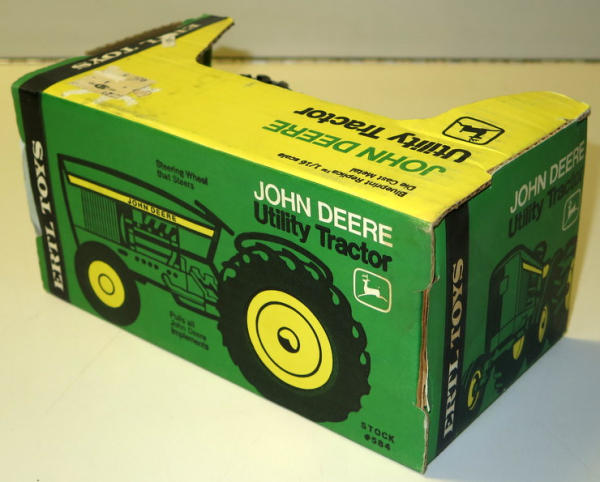 ERTL TOYS
JOHN DEERE
Utility Tractor
Blueprint Replica™ 1/16 scale
Die Cast Metal
ERTL TOYS
Steering Wheel
that Steers
JOHN DEERE
JOHN DEERE
Utility Tractor
Pulls all
John Deere
Implements
STOCK
#584
ERTL TOYS
JOHN DEERE
Utility Tractor